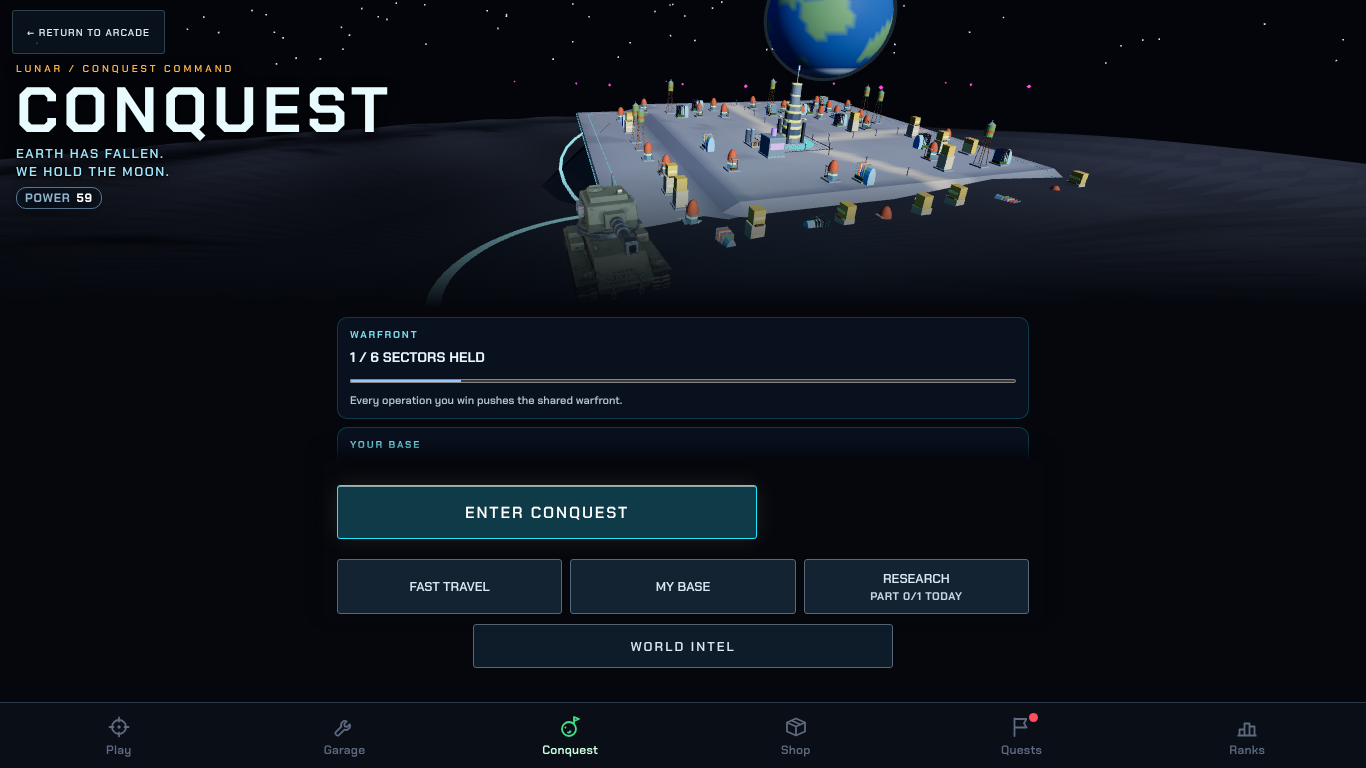 ← RETURN TO ARCADE
LUNAR / CONQUEST COMMAND
CONQUEST
EARTH HAS FALLEN.
WE HOLD THE MOON.
POWER 59
WARFRONT
1 / 6 SECTORS HELD
Every operation you win pushes the shared warfront.
YOUR BASE
ENTER CONQUEST
FAST TRAVEL
MY BASE
RESEARCH
PART 0/1 TODAY
WORLD INTEL
Play
Garage
Conquest
Shop
Quests
Ranks